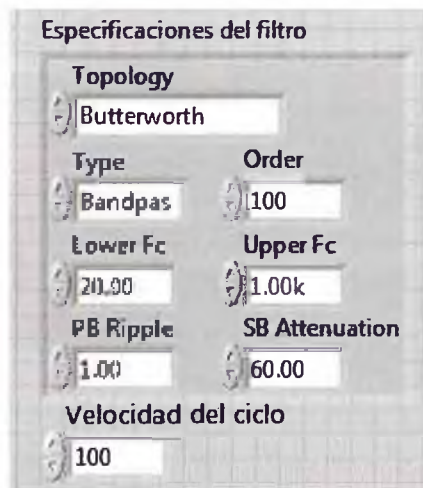 Especificaciones del filtro
Topology
Butterworth
Type Order
Bandpas 100
Lower Fc Upper Fc
20.00 1.00k
PB Ripple SB Attenuation
1.00 60.00
Velocidad del ciclo
100